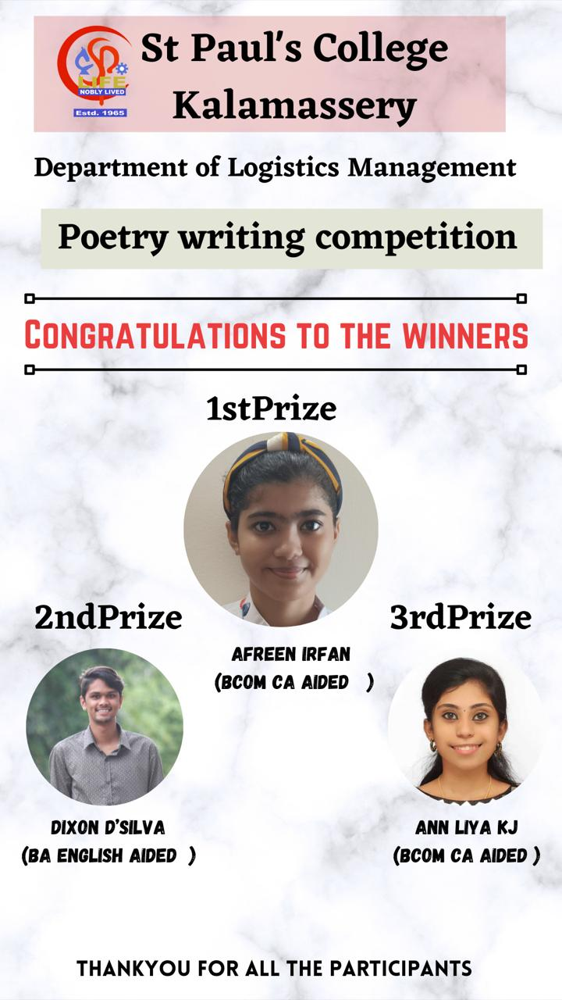 St Paul's College
Kalamassery
LIFE
NOBLY LIVED
Estd. 1965
Department of Logistics Management
Poetry writing competition
CONGRATULATIONS TO THE WINNERS
1stPrize
AFREEN IRFAN
(BCOM CA AIDED )
2ndPrize
DIXON D'SILVA
(BA ENGLISH AIDED )
3rdPrize
ANN LIYA KJ
(BCOM CA AIDED )
THANKYOU FOR ALL THE PARTICIPANTS